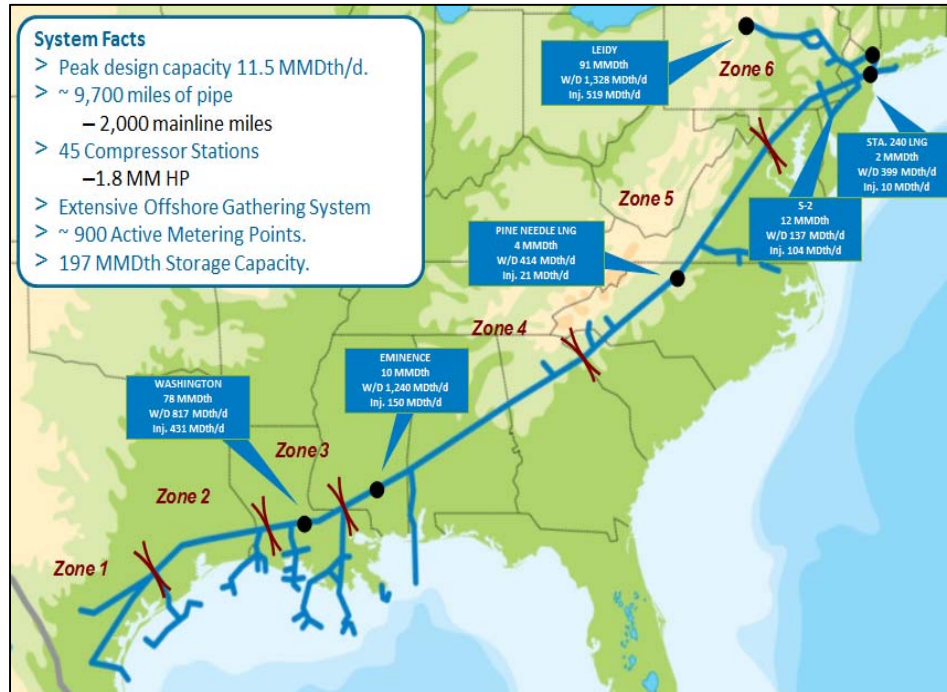 System Facts
> Peak design capacity 11.5 MMDth/d.
> ~ 9,700 miles of pipe
– 2,000 mainline miles
> 45 Compressor Stations
–1.8 MM HP
> Extensive Offshore Gathering System
> ~ 900 Active Metering Points.
> 197 MMDth Storage Capacity.
LEIDY
91 MMDth
W/D 1,328 MDth/d
Inj. 519 MDth/d
Zone 6
STA. 240 LNG
2 MMDth
W/D 399 MDth/d
Inj. 10 MDth/d
Zone 5
S-2
12 MMDth
W/D 137 MDth/d
Inj. 104 MDth/d
PINE NEEDLE LNG
4 MMDth
W/D 414 MDth/d
Inj. 21 MDth/d
Zone 4
EMINENCE
10 MMDth
W/D 1,240 MDth/d
Inj. 150 MDth/d
WASHINGTON
78 MMDth
W/D 817 MDth/d
Inj. 431 MDth/d
Zone 3
Zone 2
Zone 1